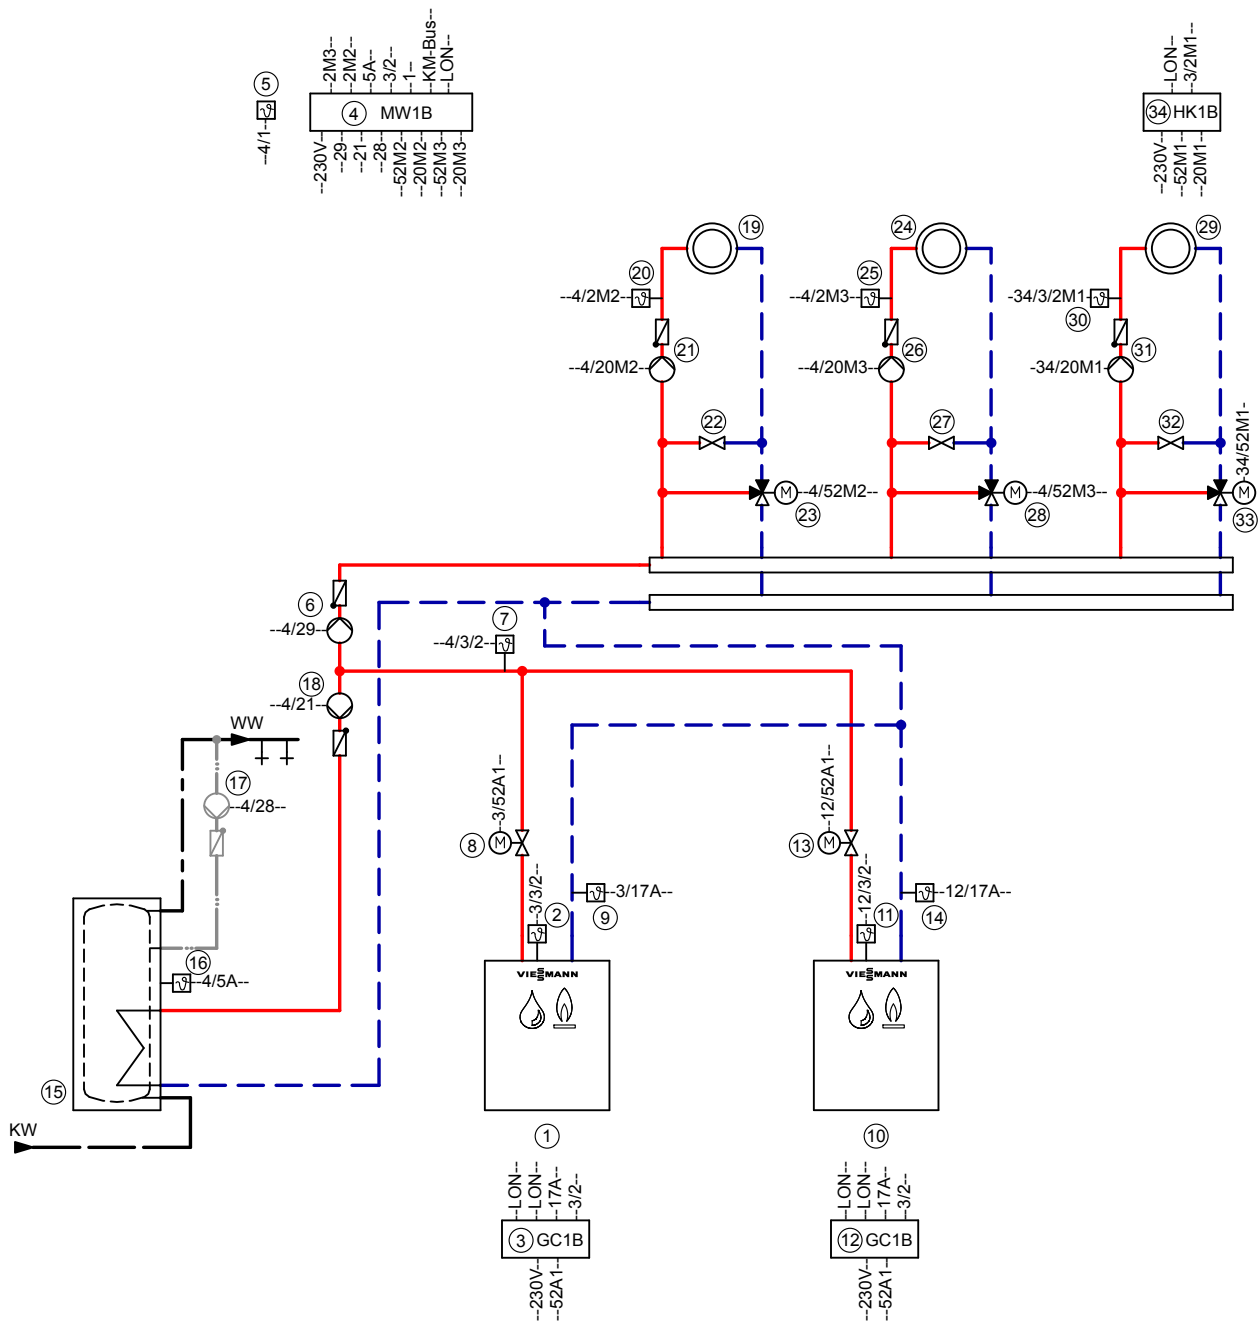 --2M3--
--2M2--
--5A--
--3/2--
--1--
--KM-Bus--
--LON--
5
--4/1--
4 MW1B
--230V--
--29--
--21--
--28--
--52M2--
--20M2--
--52M3--
--20M3--
--LON--
3/2M1--
34 HK1B
--230V--
--52M1--
--20M1--
19
24
29
20
25
30
--4/2M2--
--4/2M3--
-34/3/2M1-
21
26
31
--4/20M2--
--4/20M3--
-34/20M1-
22
27
32
-34/52M1-
M --4/52M2--
M --4/52M3--
M
23
28
33
6
--4/29--
7
--4/3/2--
18
--4/21--
WW
17
--4/28--
--3/52A1--
8 M
--12/52A1--
13 M
--3/3/2--
2
--3/17A--
9
--12/3/2--
11
--12/17A--
14
16
--4/5A--
15
KW
VIESSMANN
VIESSMANN
1
10
--LON--
--LON--
--17A--
--3/2--
3 GC1B
--230V--
--52A1--
--LON--
--LON--
--17A--
--3/2--
12 GC1B
--230V--
--52A1--